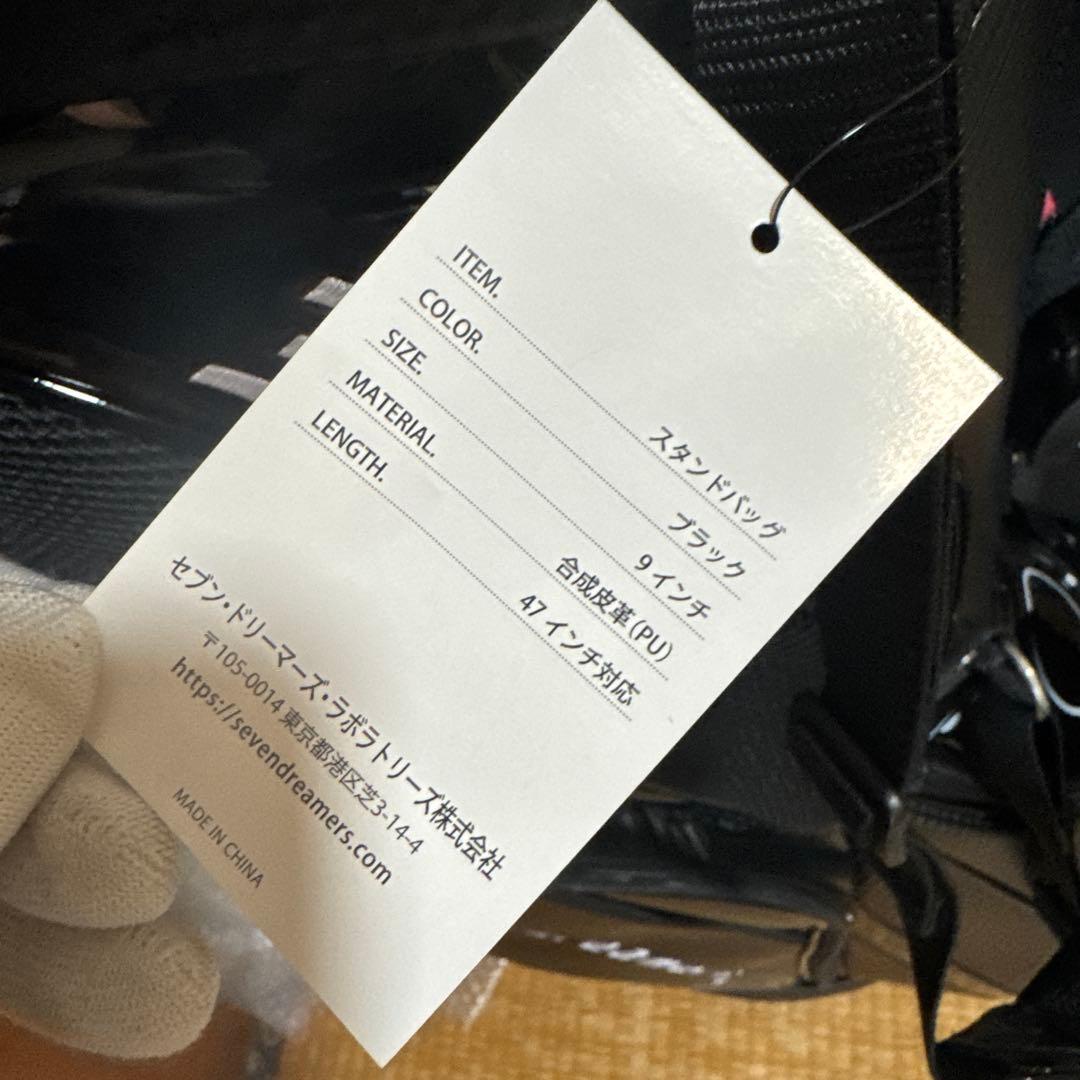 ITEM. スタンドバッグ
COLOR. ブラック
SIZE. 9 インチ
MATERIAL. 合成皮革(PU)
LENGTH. 47 インチ対応
セブン・ドリーマーズ・ラボラトリーズ株式会社
〒105-0014 東京都港区芝3-14-4
https://sevendreamers.com
MADE IN CHINA